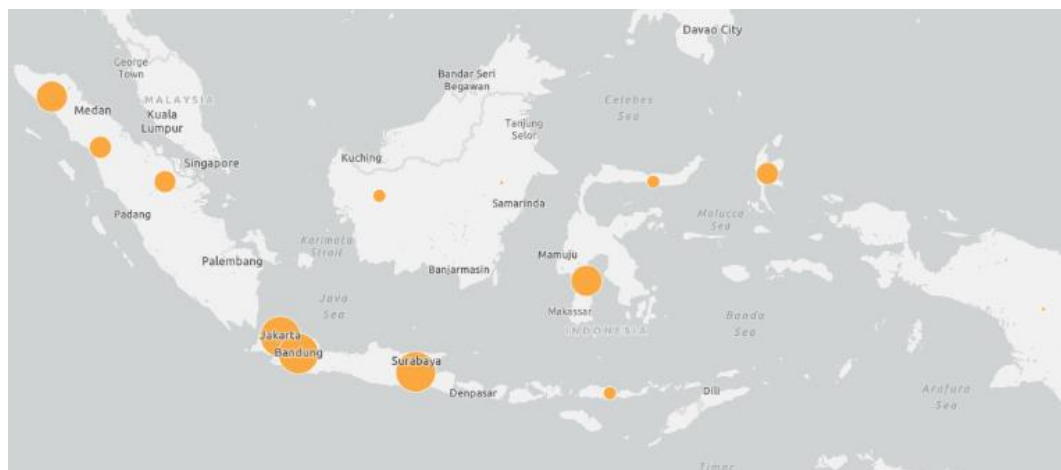 Davao City
George
Town
Bandar Seri
Begawan
MALAYSIA
Celebes
Sea
Medan
Kuala
Lumpur
Tanjung
Selor
Kuching
Singapore
Samarinda
Padang
Molucca
Sea
Karimata
Strait
Palembang
Mamuju
Banjarmasin
Java
Sea
Makassar
Banda
Sea
INDONESIA
Jakarta
Bandung
Surabaya
Denpasar
Dili
Arafura
Sea
Timor